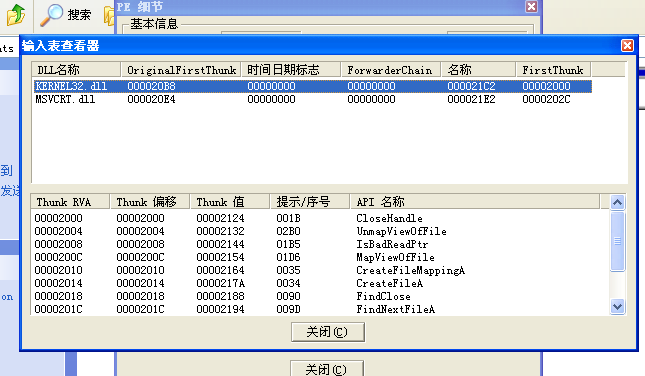 PE 细节
搜索
基本信息
nts
输入表查看器
DLL名称 OriginalFirstThunk 时间日期标志 ForwarderChain 名称 FirstThunk
KERNEL32.dll 000020B8 00000000 00000000 000021C2 00002000
MSVCRT.dll 000020E4 00000000 00000000 000021E2 0000202C
到
发送
on
Thunk RVA Thunk 偏移 Thunk 值 提示/序号 API 名称
00002000 00002000 00002124 001B CloseHandle
00002004 00002004 00002132 02B0 UnmapViewOfFile
00002008 00002008 00002144 01B5 IsBadReadPtr
0000200C 0000200C 00002154 01D6 MapViewOfFile
00002010 00002010 00002164 0035 CreateFileMappingA
00002014 00002014 0000217A 0034 CreateFileA
00002018 00002018 00002188 0090 FindClose
0000201C 0000201C 00002194 009D FindNextFileA
关闭(C)
关闭(C)